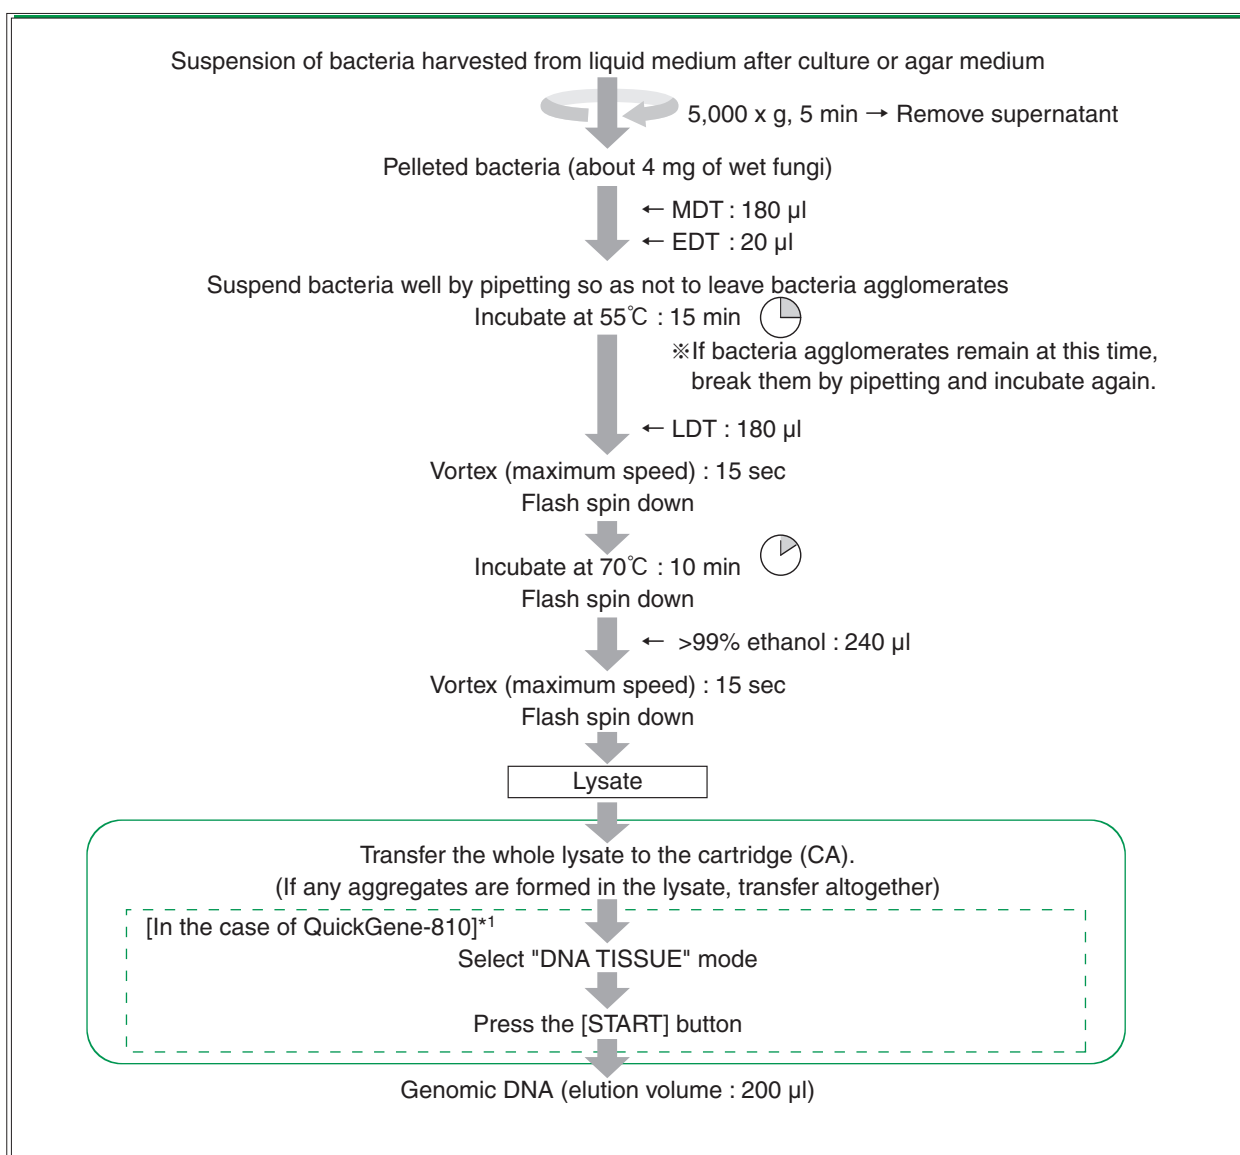 Suspension of bacteria harvested from liquid medium after culture or agar medium
5,000 x g, 5 min → Remove supernatant
Pelleted bacteria (about 4 mg of wet fungi)
← MDT : 180 µl
← EDT : 20 µl
Suspend bacteria well by pipetting so as not to leave bacteria agglomerates
Incubate at 55℃ : 15 min
※If bacteria agglomerates remain at this time,
break them by pipetting and incubate again.
← LDT : 180 µl
Vortex (maximum speed) : 15 sec
Flash spin down
Incubate at 70℃ : 10 min
Flash spin down
← >99% ethanol : 240 µl
Vortex (maximum speed) : 15 sec
Flash spin down
Lysate
Transfer the whole lysate to the cartridge (CA).
(If any aggregates are formed in the lysate, transfer altogether)
[In the case of QuickGene-810]*1
Select "DNA TISSUE" mode
Press the [START] button
Genomic DNA (elution volume : 200 µl)